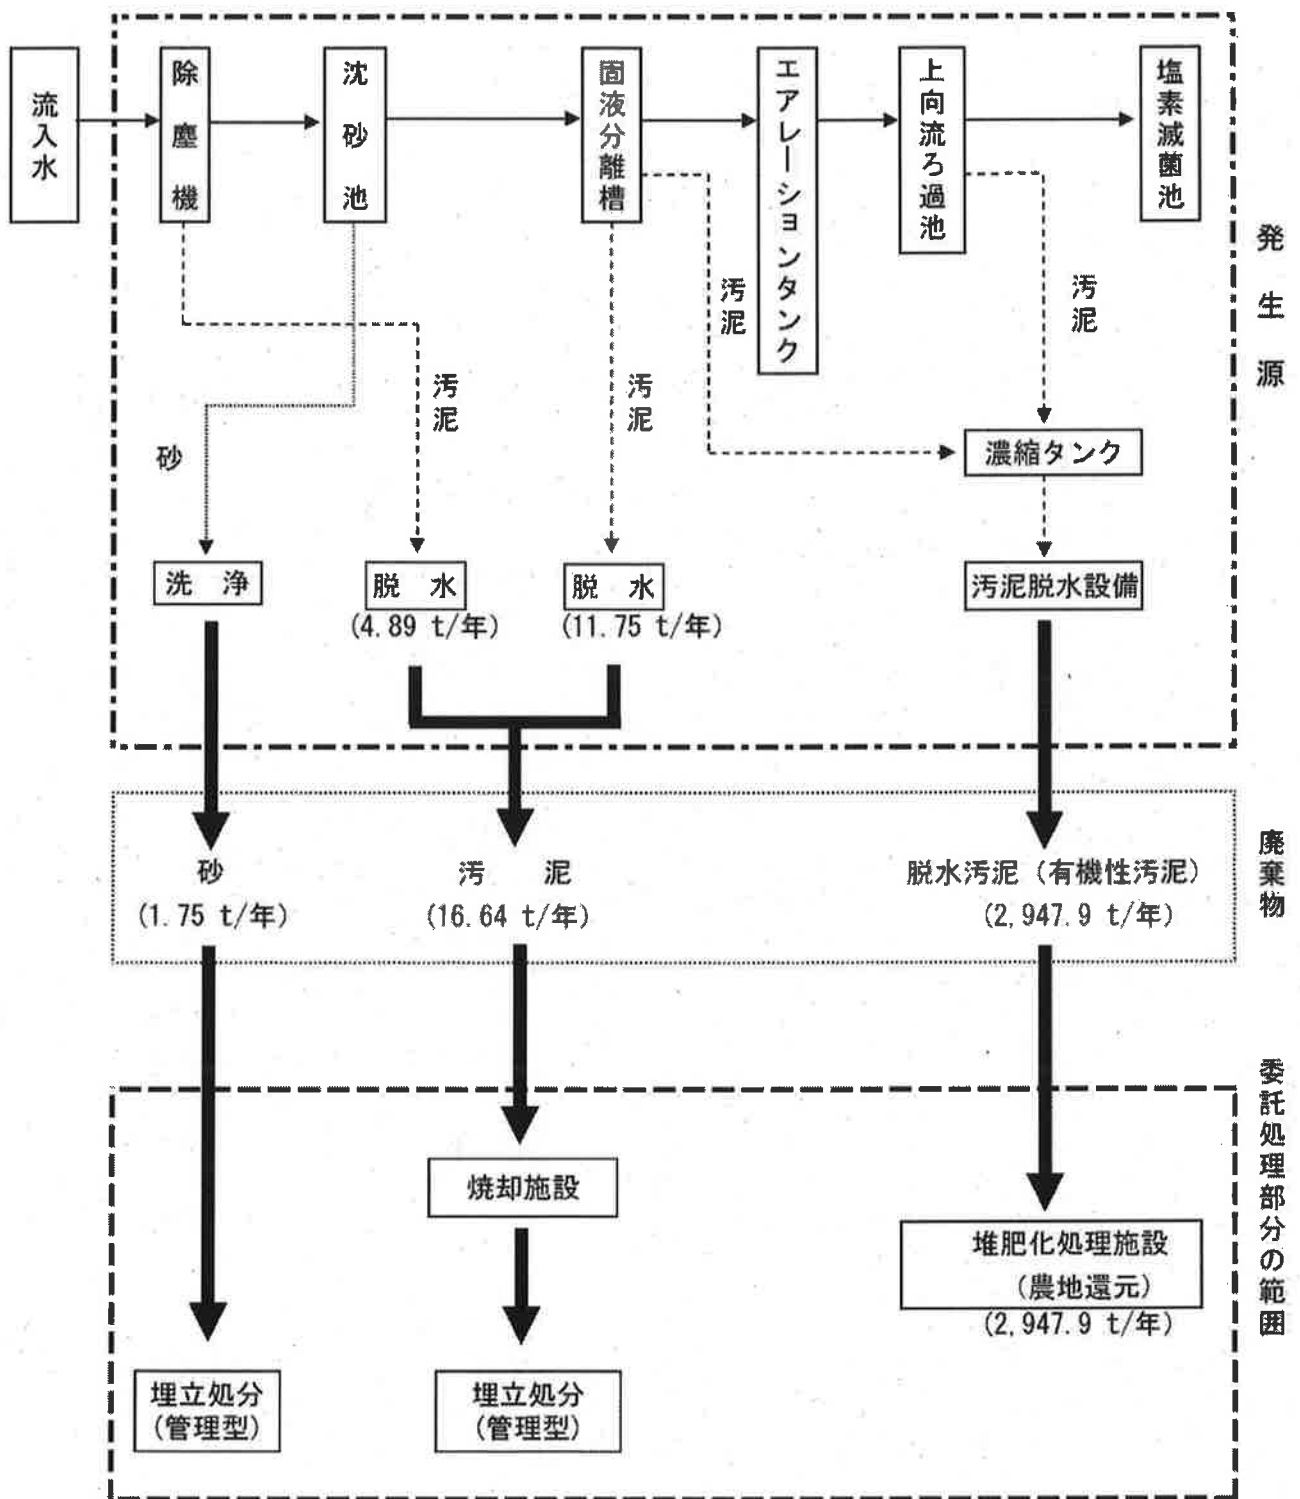 流入水
除塵機
沈砂池
固液分離槽
エアレーションタンク
上向流ろ過池
塩素滅菌池
発生源
汚泥
汚泥
汚泥
汚泥
砂
濃縮タンク
洗浄
脱水
(4.89 t/年)
脱水
(11.75 t/年)
汚泥脱水設備
砂
(1.75 t/年)
汚泥
(16.64 t/年)
脱水汚泥(有機性汚泥)
(2,947.9 t/年)
廃棄物
委託処理部分の範囲
焼却施設
堆肥化処理施設
(農地還元)
(2,947.9 t/年)
埋立処分
(管理型)
埋立処分
(管理型)